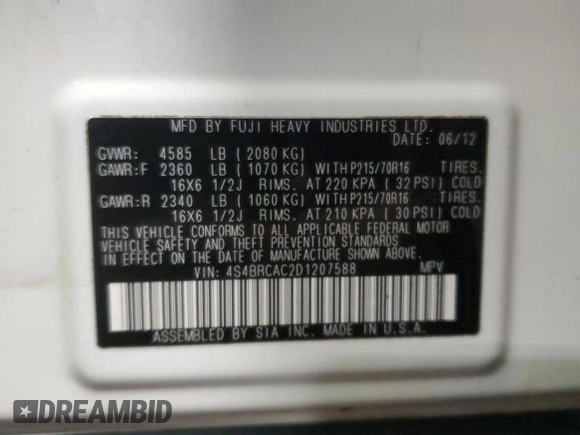 MFD BY FUJI HEAVY INDUSTRIES LTD.
DATE: 06/12
GVWR: 4585 LB ( 2080 KG)
GAWR:F 2360 LB ( 1070 KG) WITH P215/70R16 TIRES.
16X6 1/2J RIMS. AT 220 KPA ( 32 PSI) COLD
GAWR:R 2340 LB ( 1060 KG) WITH P215/70R16 TIRES.
16X6 1/2J RIMS. AT 210 KPA ( 30 PSI) COLD
THIS VEHICLE CONFORMS TO ALL APPLICABLE FEDERAL MOTOR
VEHICLE SAFETY AND THEFT PREVENTION STANDARDS
IN EFFECT ON THE DATE OF MANUFACTURE SHOWN ABOVE.
VIN: 4S4BRCAC2D1207588 MPV
ASSEMBLED BY SIA INC. MADE IN U.S.A.
DREAMBID